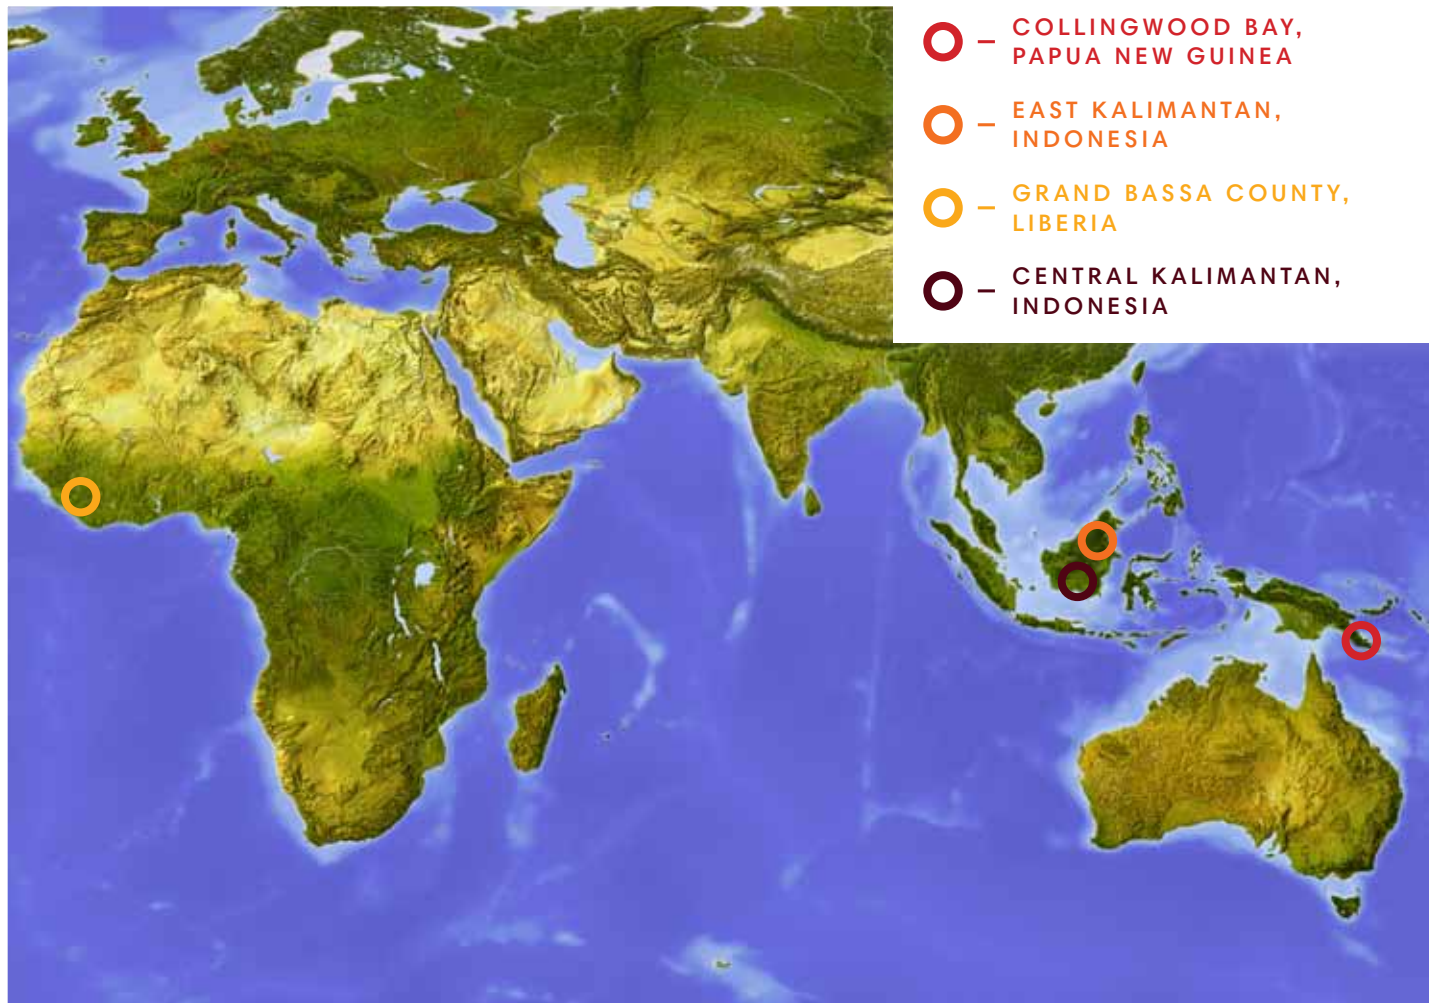 – COLLINGWOOD BAY,
PAPUA NEW GUINEA
– EAST KALIMANTAN,
INDONESIA
– GRAND BASSA COUNTY,
LIBERIA
– CENTRAL KALIMANTAN,
INDONESIA